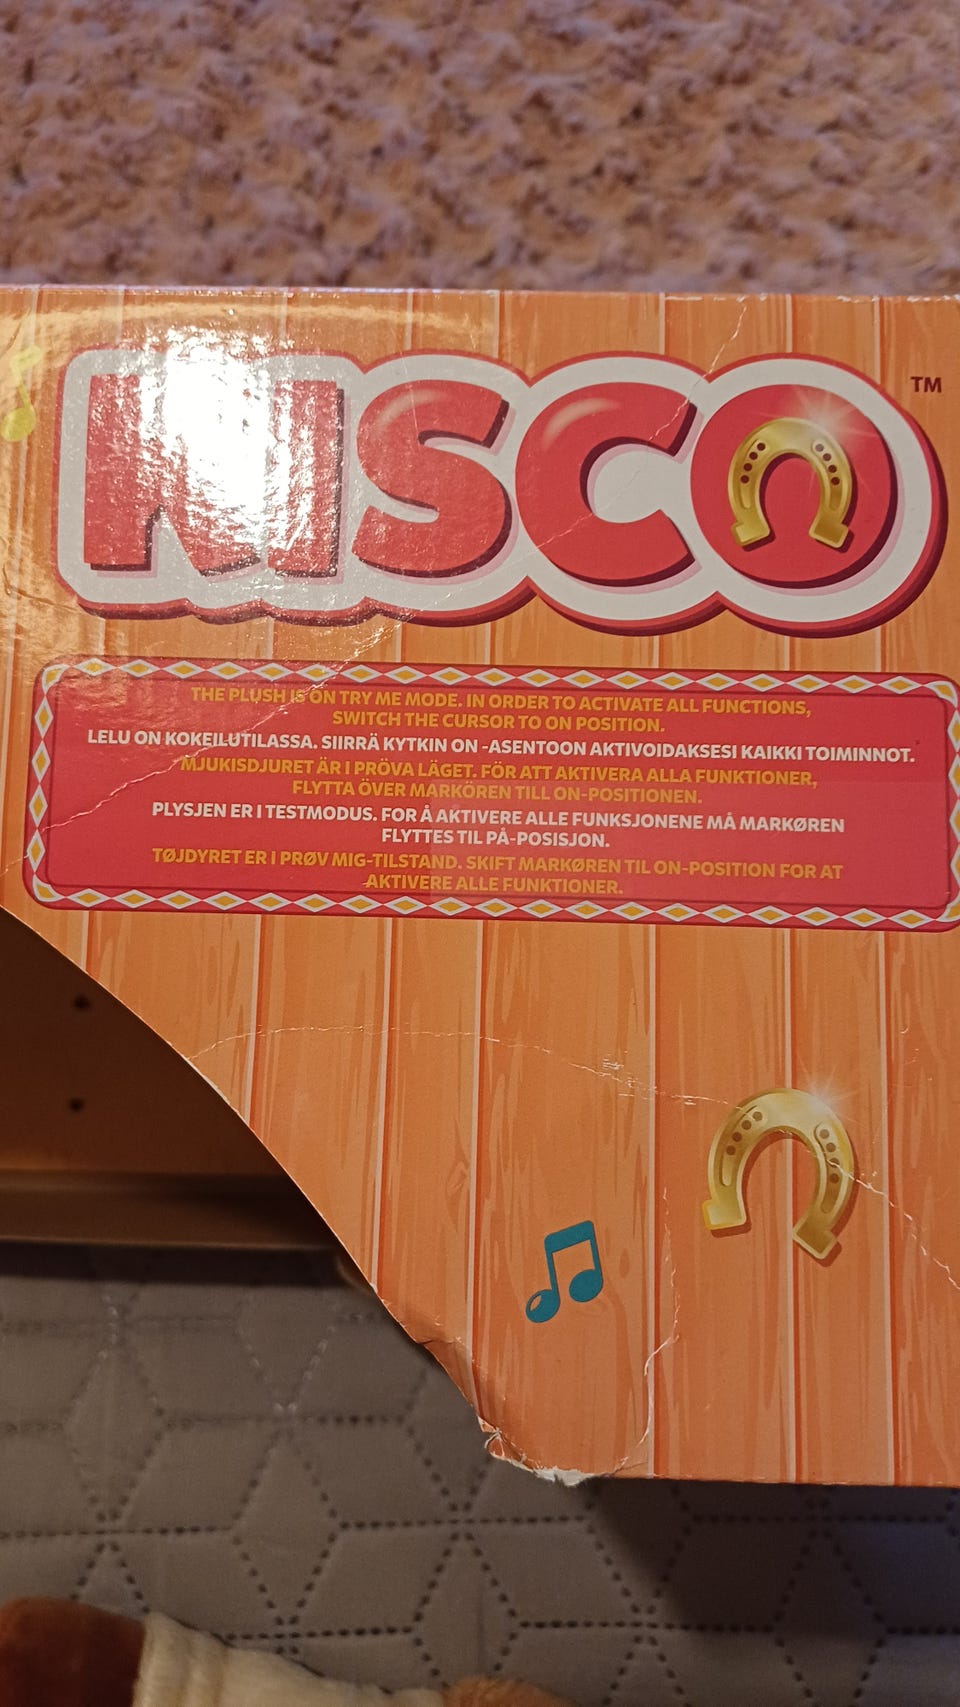 KISCO
TM
THE PLUSH IS ON TRY ME MODE. IN ORDER TO ACTIVATE ALL FUNCTIONS,
SWITCH THE CURSOR TO ON POSITION.
LELU ON KOKEILUTILASSA. SIIRRÄ KYTKIN ON -ASENTOON AKTIVOIDAKSESI KAIKKI TOIMINNOT.
MJUKISDJURET ÄR I PRÖVA LÄGET. FÖR ATT AKTIVERA ALLA FUNKTIONER,
FLYTTA ÖVER MARKÖREN TILL ON-POSITIONEN.
PLYSJEN ER I TESTMODUS. FOR Å AKTIVERE ALLE FUNKSJONENE MÅ MARKØREN
FLYTTES TIL PÅ-POSISJON.
TØJDYRET ER I PRØV MIG-TILSTAND. SKIFT MARKØREN TIL ON-POSITION FOR AT
AKTIVERE ALLE FUNKTIONER.